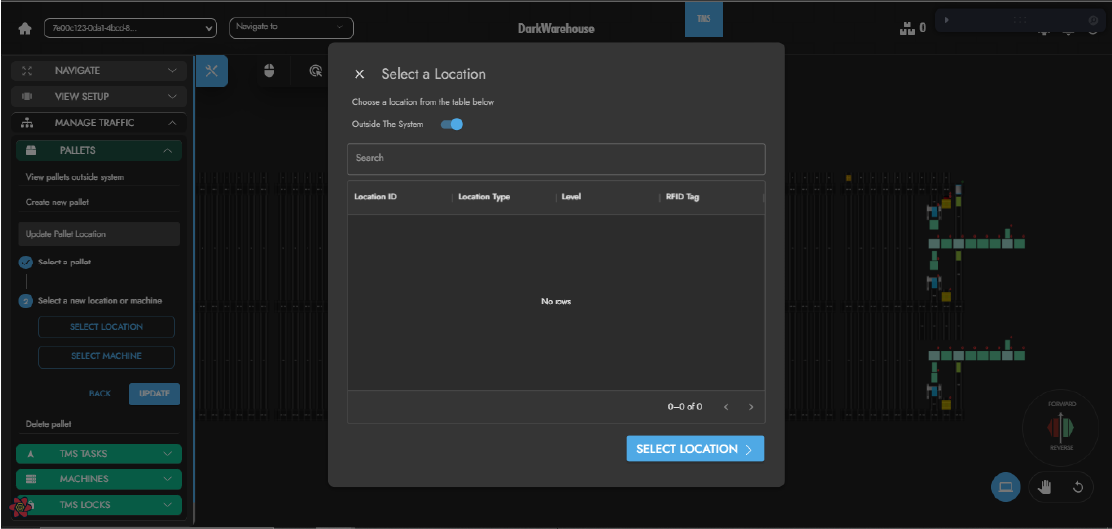 7e00c123-0da1-4bcd-8...
Navigate to
DarkWarehouse
TMS
0
NAVIGATE
VIEW SETUP
MANAGE TRAFFIC
PALLETS
View pallets outside system
Create new pallet
Update Pallet Location
Select a pallet
Select a new location or machine
SELECT LOCATION
SELECT MACHINE
BACK
UPDATE
Delete pallet
TMS TASKS
MACHINES
TMS LOCKS
Select a Location
Choose a location from the table below
Outside The System
Search
Location ID
Location Type
Level
RFID Tag
No rows
0–0 of 0
SELECT LOCATION
FORWARD
REVERSE